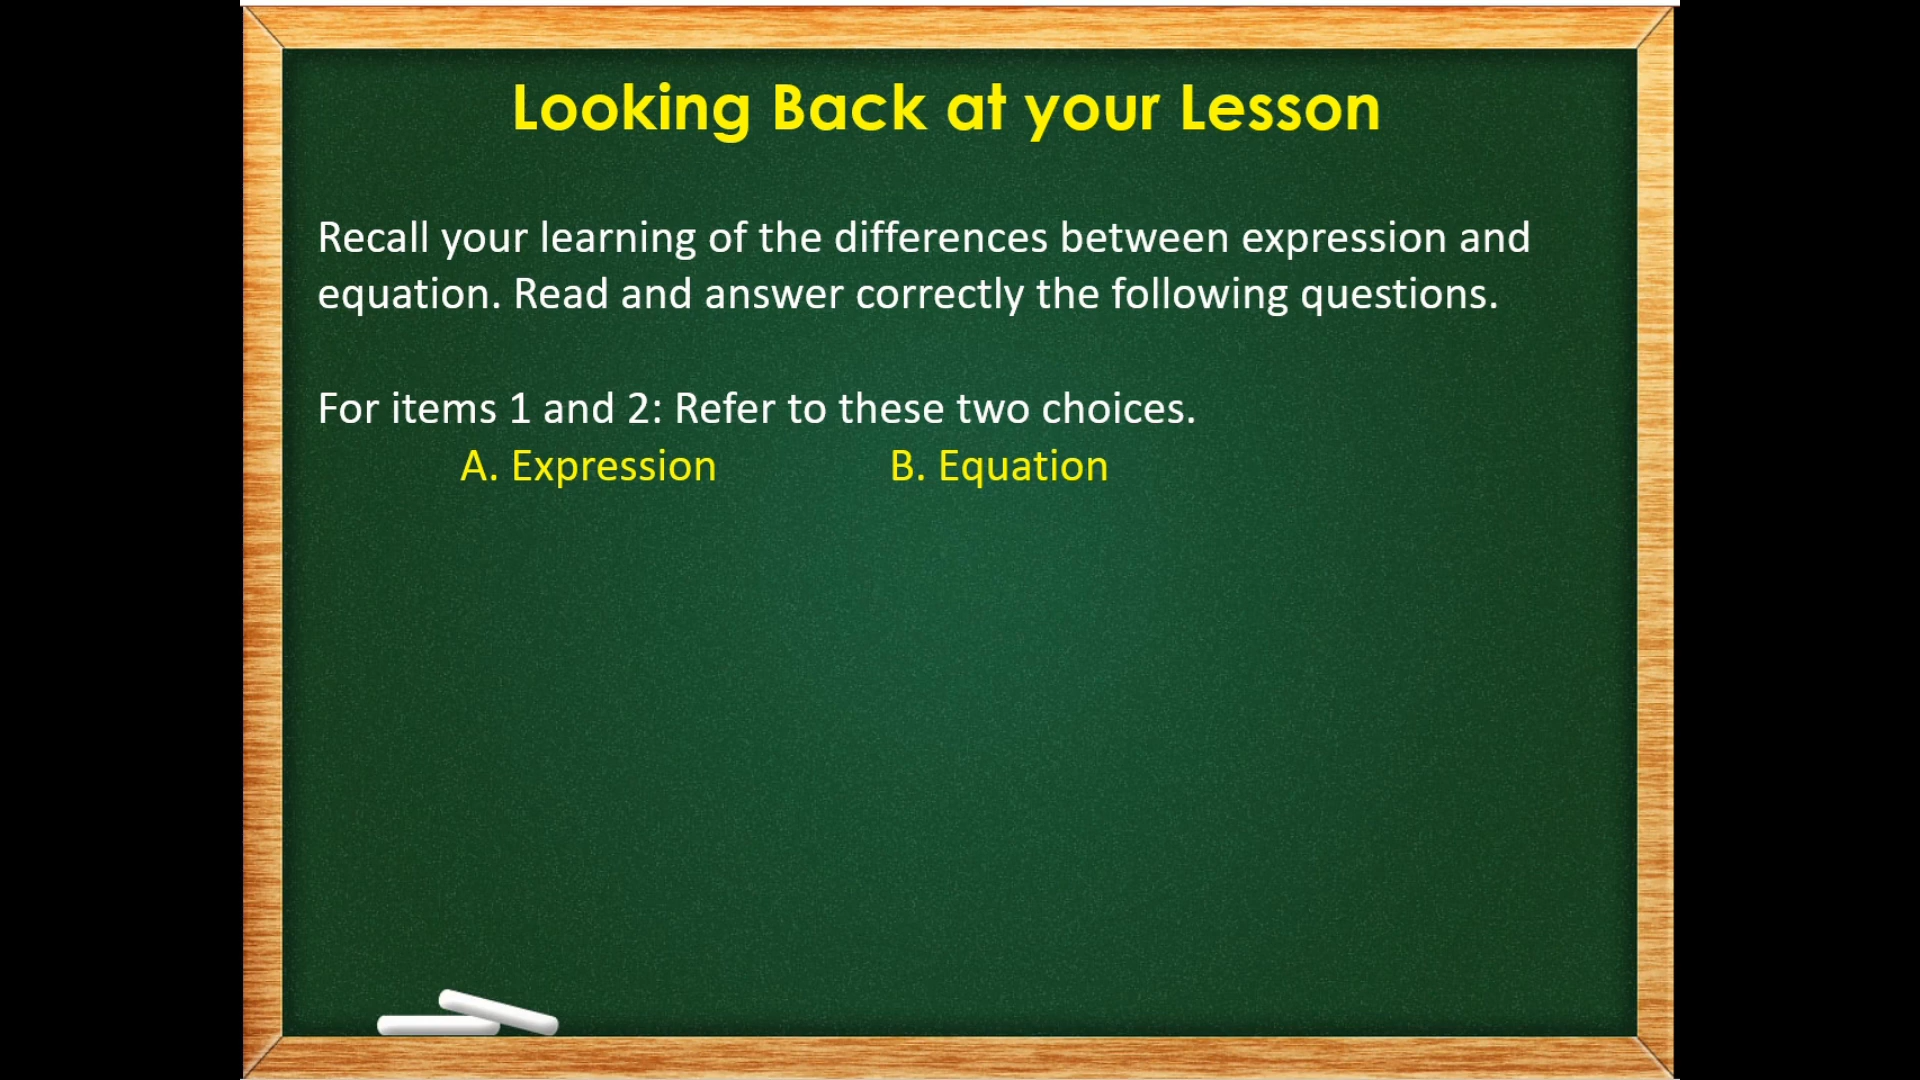 Looking Back at your Lesson
Recall your learning of the differences between expression and
equation. Read and answer correctly the following questions.
For items 1 and 2: Refer to these two choices.
A. Expression B. Equation